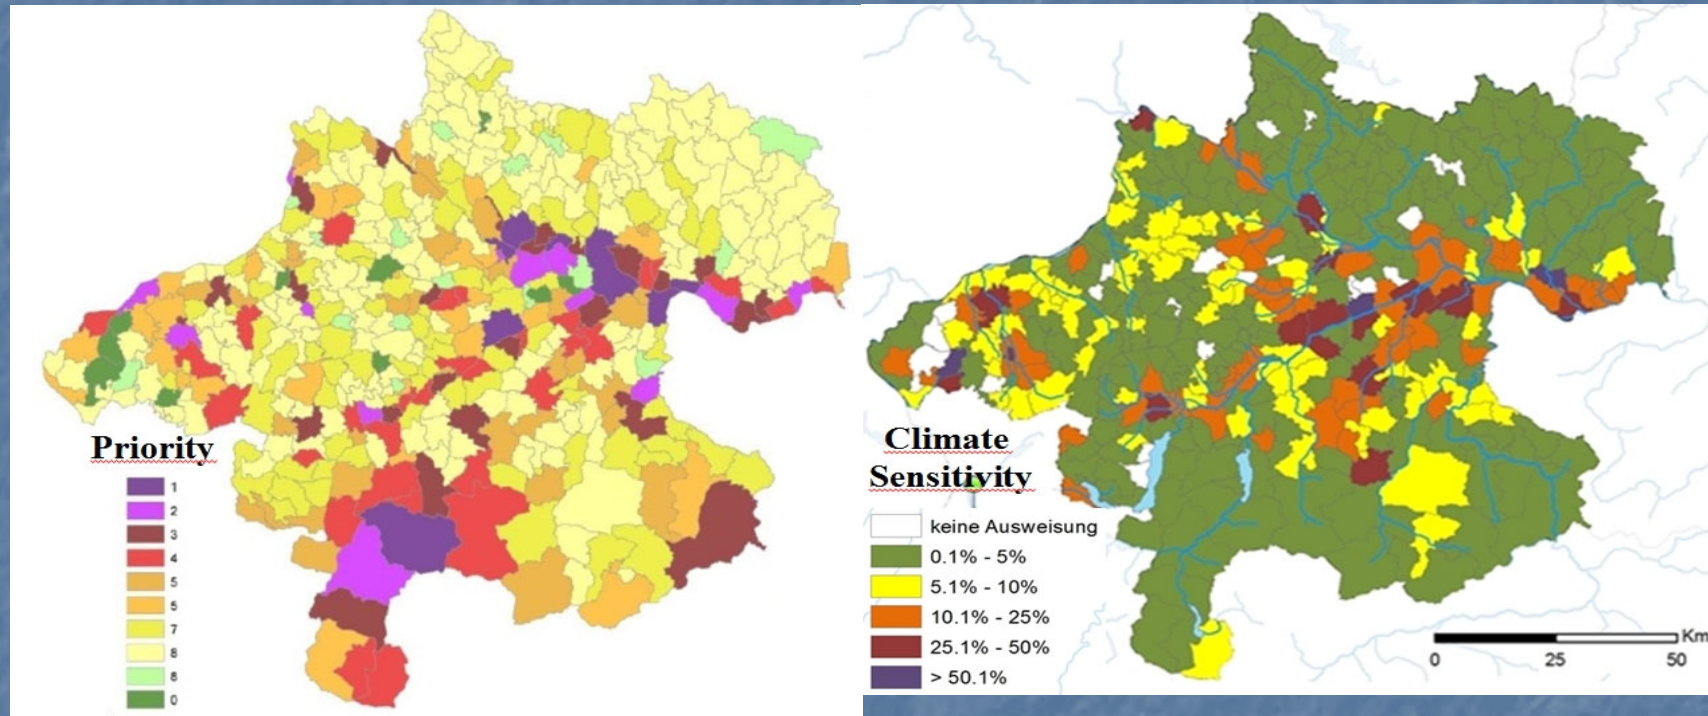 Priority
1
2
3
4
5
5
7
8
8
0
Climate
Sensitivity
keine Ausweisung
0.1% - 5%
5.1% - 10%
10.1% - 25%
25.1% - 50%
> 50.1%
Km
0 25 50